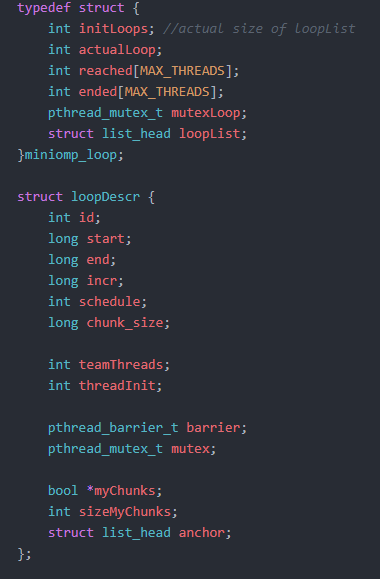 typedef struct {
    int initLoops; //actual size of loopList
    int actualLoop;
    int reached[MAX_THREADS];
    int ended[MAX_THREADS];
    pthread_mutex_t mutexLoop;
    struct list_head loopList;
}miniomp_loop;

struct loopDescr {
    int id;
    long start;
    long end;
    long incr;
    int schedule;
    long chunk_size;

    int teamThreads;
    int threadInit;

    pthread_barrier_t barrier;
    pthread_mutex_t mutex;

    bool *myChunks;
    int sizeMyChunks;
    struct list_head anchor;
};